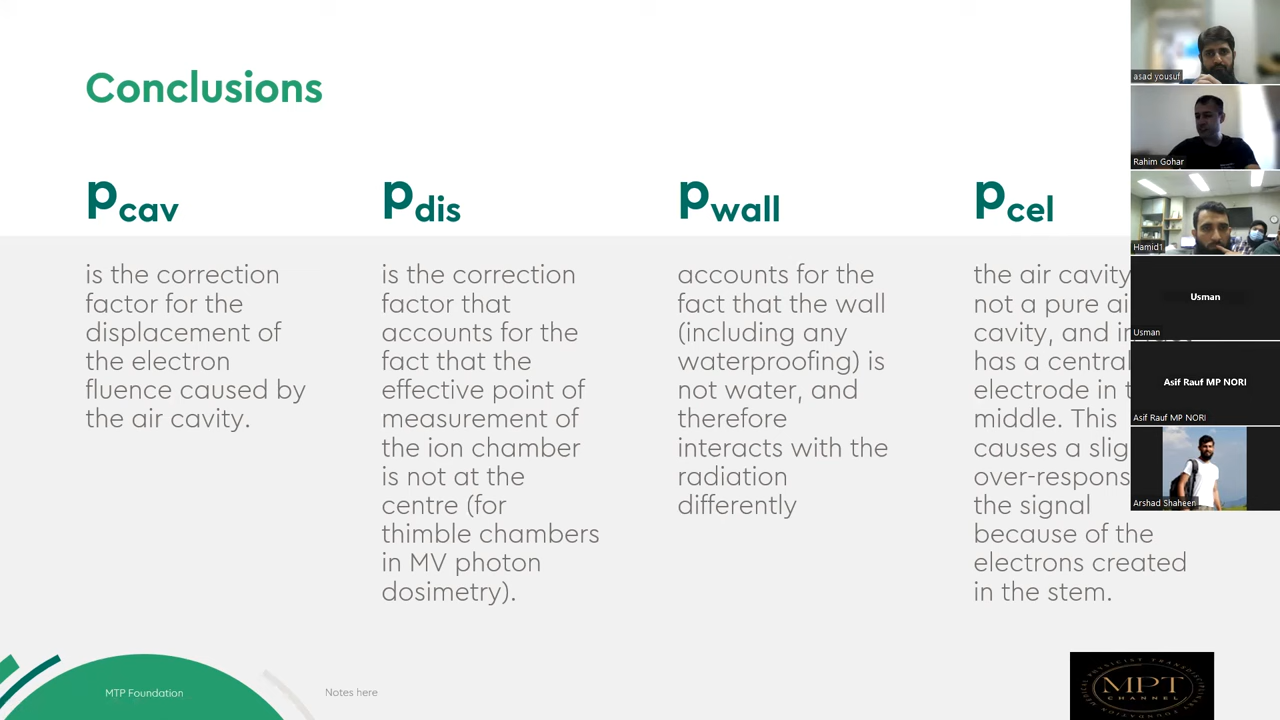 Conclusions
pcav
is the correction
factor for the
displacement of
the electron
fluence caused by
the air cavity.
pdis
is the correction
factor that
accounts for the
fact that the
effective point of
measurement of
the ion chamber
is not at the
centre (for
thimble chambers
in MV photon
dosimetry).
pwall
accounts for the
fact that the wall
(including any
waterproofing) is
not water, and
therefore
interacts with the
radiation
differently
pcel
the air cavity
not a pure ai
cavity, and in
has a central
electrode in t
middle. This
causes a slig
over-respons
the signal
because of the
electrons created
in the stem.
asad yousuf
Rahim Gohar
Hamid1
Usman
Usman
Asif Rauf MP NORI
Asif Rauf MP NORI
Arshad Shaheen
MTP Foundation
Notes here
MPT
CHANNEL